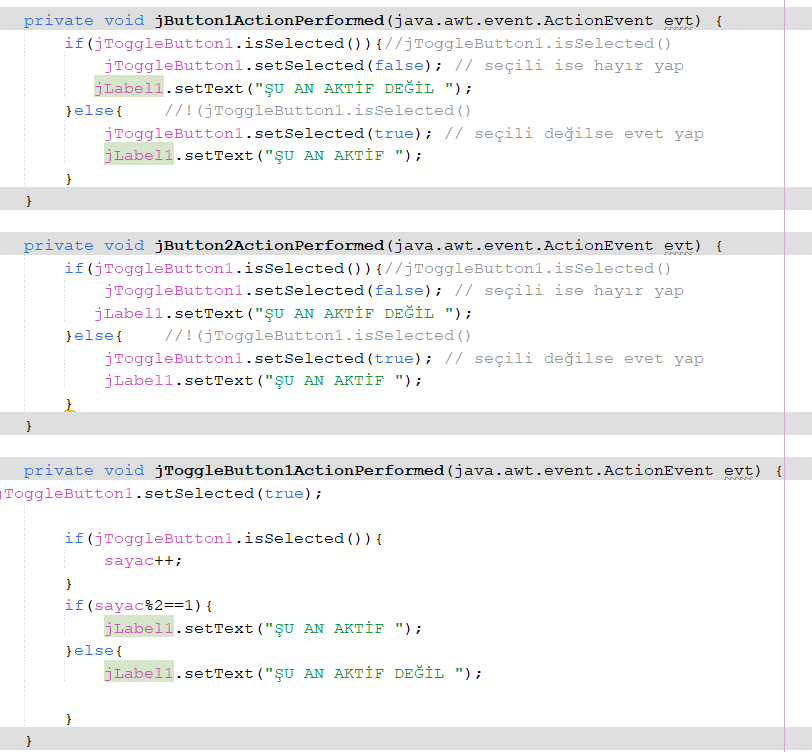 private void jButton1ActionPerformed(java.awt.event.ActionEvent evt) {
if(jToggleButton1.isSelected()){//jToggleButton1.isSelected()
jToggleButton1.setSelected(false); // seçili ise hayır yap
jLabel1.setText("ŞU AN AKTİF DEĞİL ");
}else{ //!(jToggleButton1.isSelected()
jToggleButton1.setSelected(true); // seçili değilse evet yap
jLabel1.setText("ŞU AN AKTİF ");
}
}
private void jButton2ActionPerformed(java.awt.event.ActionEvent evt) {
if(jToggleButton1.isSelected()){//jToggleButton1.isSelected()
jToggleButton1.setSelected(false); // seçili ise hayır yap
jLabel1.setText("ŞU AN AKTİF DEĞİL ");
}else{ //!(jToggleButton1.isSelected()
jToggleButton1.setSelected(true); // seçili değilse evet yap
jLabel1.setText("ŞU AN AKTİF ");
}
}
private void jToggleButton1ActionPerformed(java.awt.event.ActionEvent evt) {
jToggleButton1.setSelected(true);
if(jToggleButton1.isSelected()){
sayac++;
}
if(sayac%2==1){
jLabel1.setText("ŞU AN AKTİF ");
}else{
jLabel1.setText("ŞU AN AKTİF DEĞİL ");
}
}